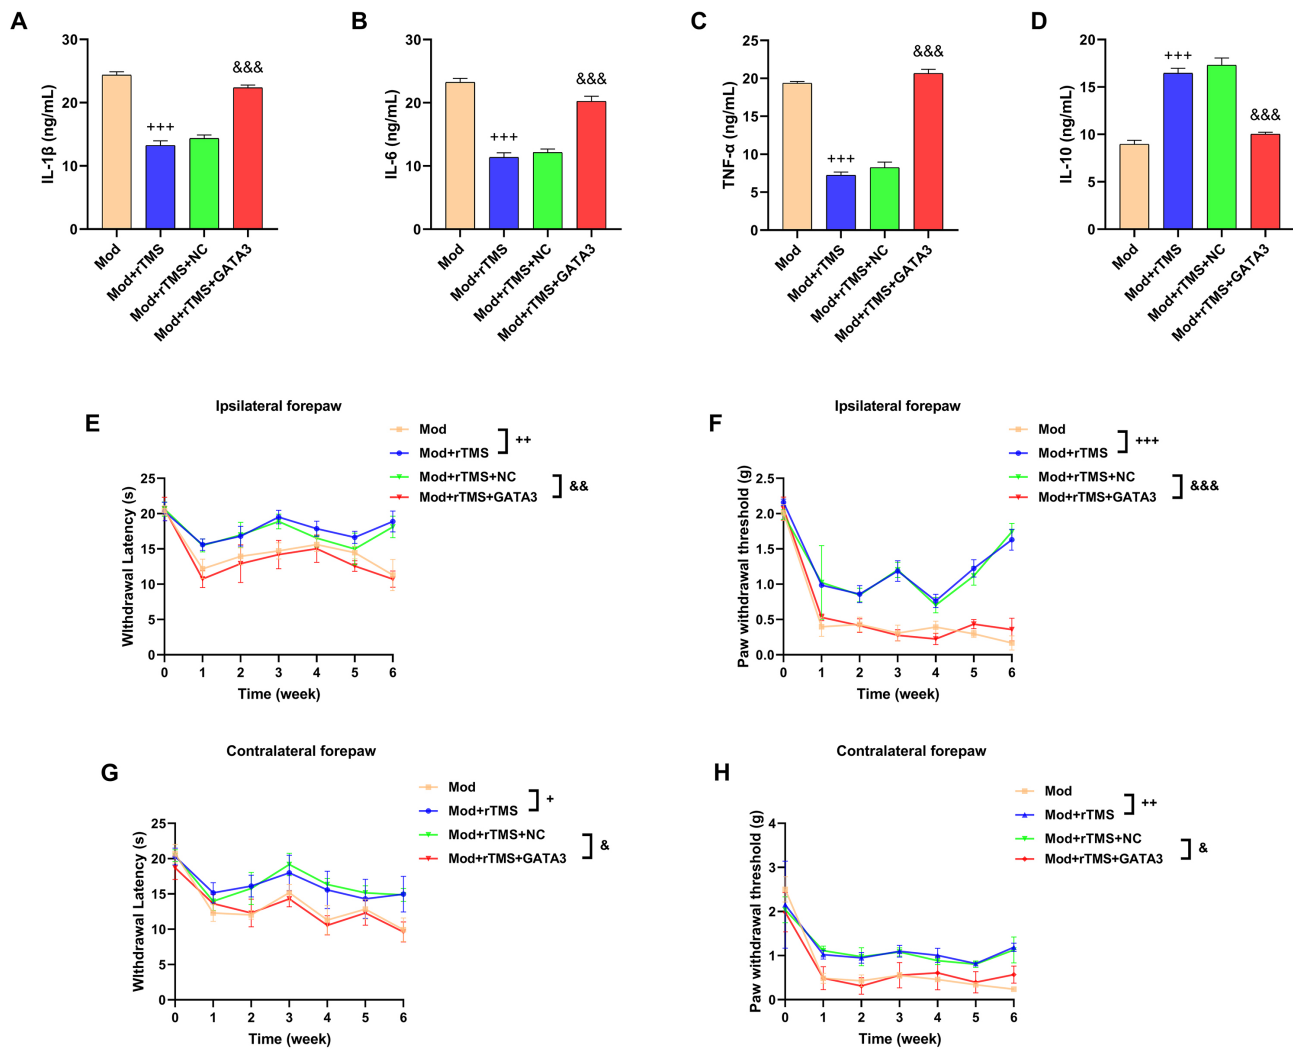 A
B
C
D
30
20
10
0
IL-1β (ng/mL)
+++
&&&
Mod
Mod+rTMS
Mod+rTMS+NC
Mod+rTMS+GATA3
30
20
10
0
IL-6 (ng/mL)
+++
&&&
Mod
Mod+rTMS
Mod+rTMS+NC
Mod+rTMS+GATA3
25
20
15
10
5
0
TNF-α (ng/mL)
+++
&&&
Mod
Mod+rTMS
Mod+rTMS+NC
Mod+rTMS+GATA3
20
15
10
5
0
IL-10 (ng/mL)
+++
&&&
Mod
Mod+rTMS
Mod+rTMS+NC
Mod+rTMS+GATA3
E
Ipsilateral forepaw
Mod
Mod+rTMS
++
Mod+rTMS+NC
Mod+rTMS+GATA3
&&
25
20
15
10
5
0
Withdrawal Latency (s)
0 1 2 3 4 5 6
Time (week)
F
Ipsilateral forepaw
Mod
Mod+rTMS
+++
Mod+rTMS+NC
Mod+rTMS+GATA3
&&&
2.5
2.0
1.5
1.0
0.5
0.0
Paw withdrawal threshold (g)
0 1 2 3 4 5 6
Time (week)
G
Contralateral forepaw
Mod
Mod+rTMS
+
Mod+rTMS+NC
Mod+rTMS+GATA3
&
25
20
15
10
5
0
Withdrawal Latency (s)
0 1 2 3 4 5 6
Time (week)
H
Contralateral forepaw
Mod
Mod+rTMS
++
Mod+rTMS+NC
Mod+rTMS+GATA3
&
4
3
2
1
0
Paw withdrawal threshold (g)
0 1 2 3 4 5 6
Time (week)